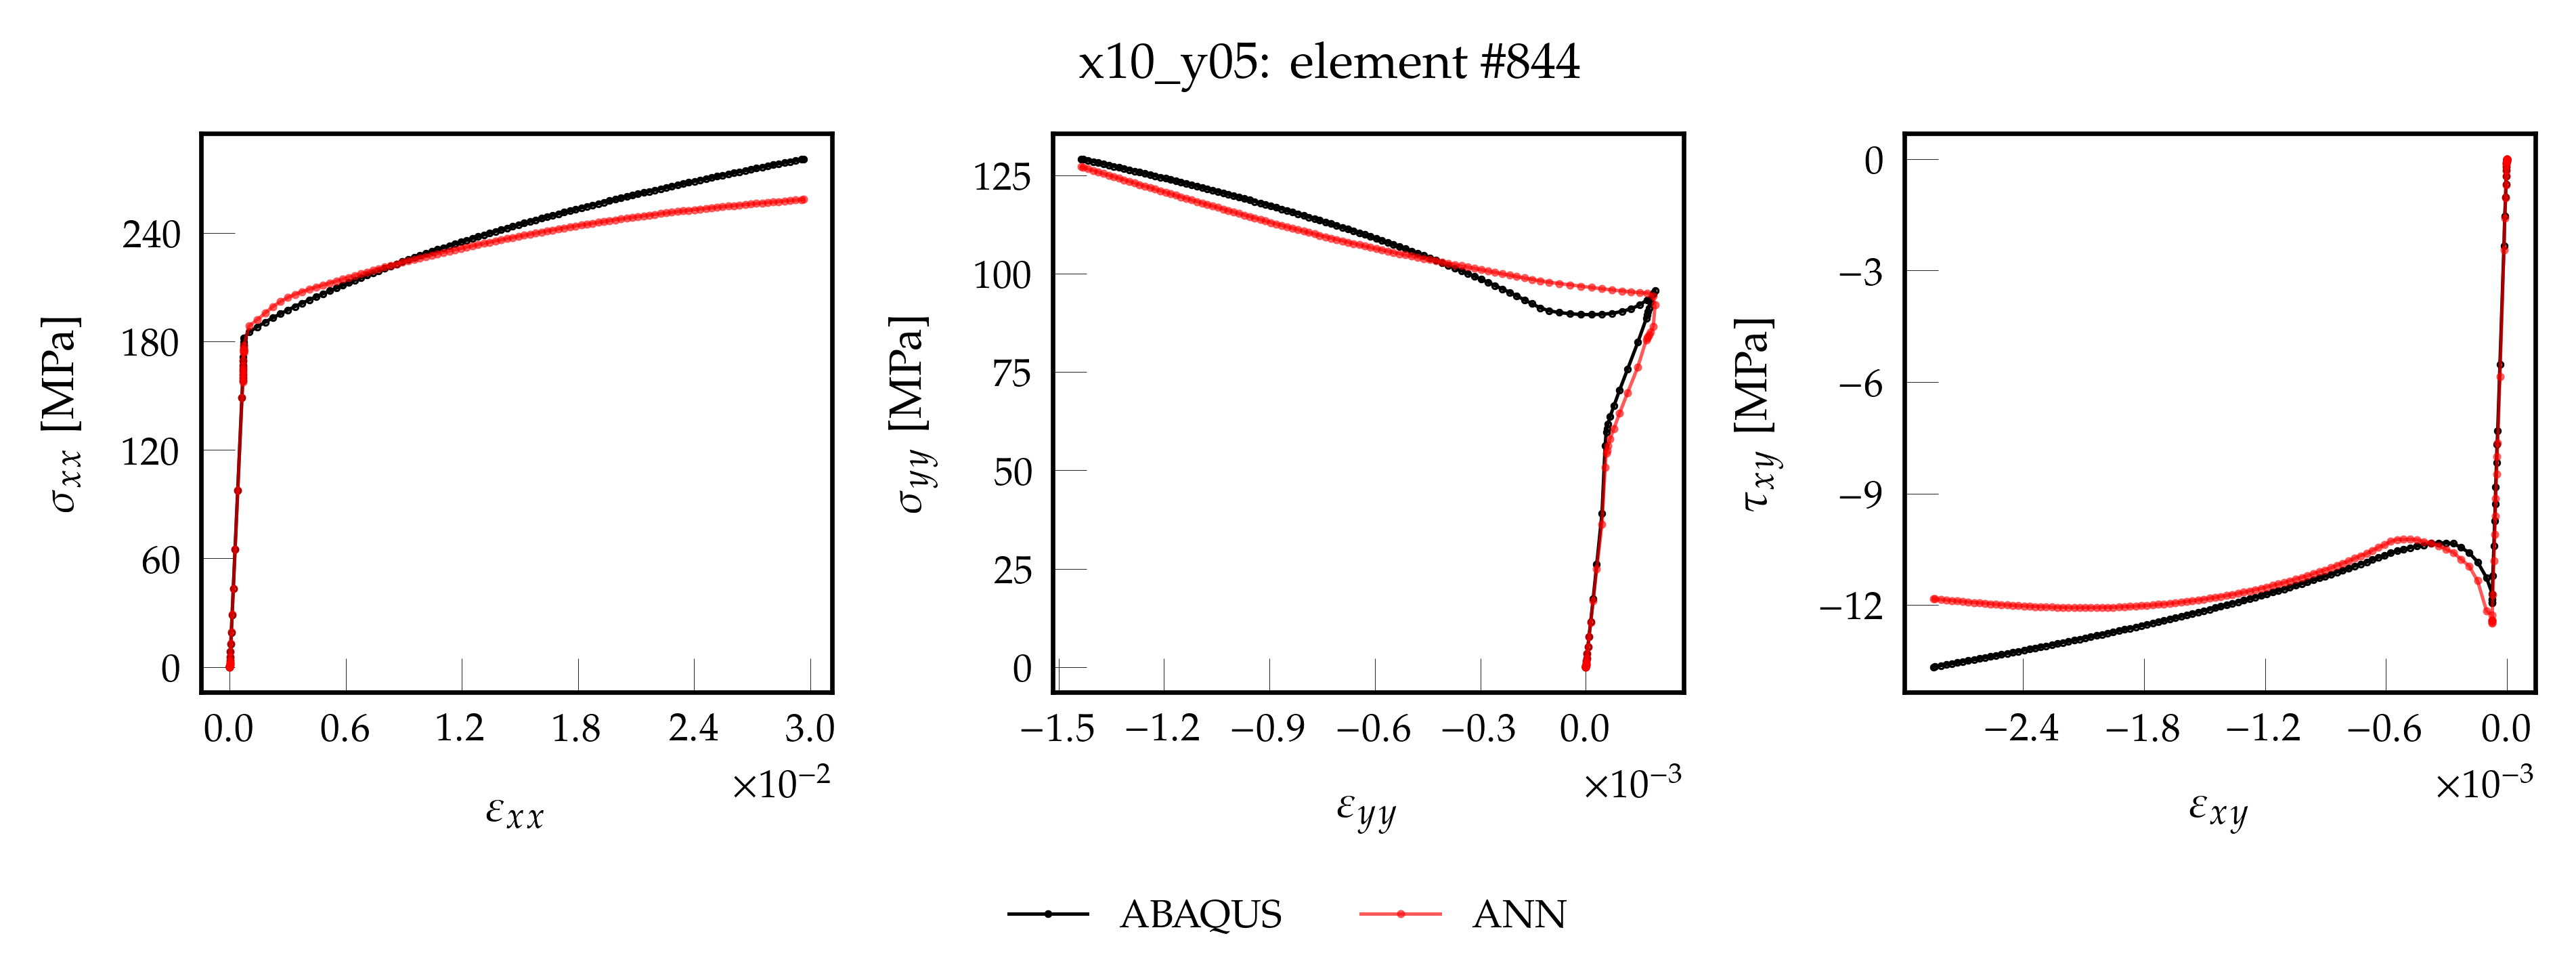 x10_y05: element #844
σxx [MPa]
240
180
120
60
0
0.0 0.6 1.2 1.8 2.4 3.0
×10⁻²
εxx
σyy [MPa]
125
100
75
50
25
0
−1.5 −1.2 −0.9 −0.6 −0.3 0.0
×10⁻³
εyy
τxy [MPa]
0
−3
−6
−9
−12
−2.4 −1.8 −1.2 −0.6 0.0
×10⁻³
εxy
ABAQUS ANN